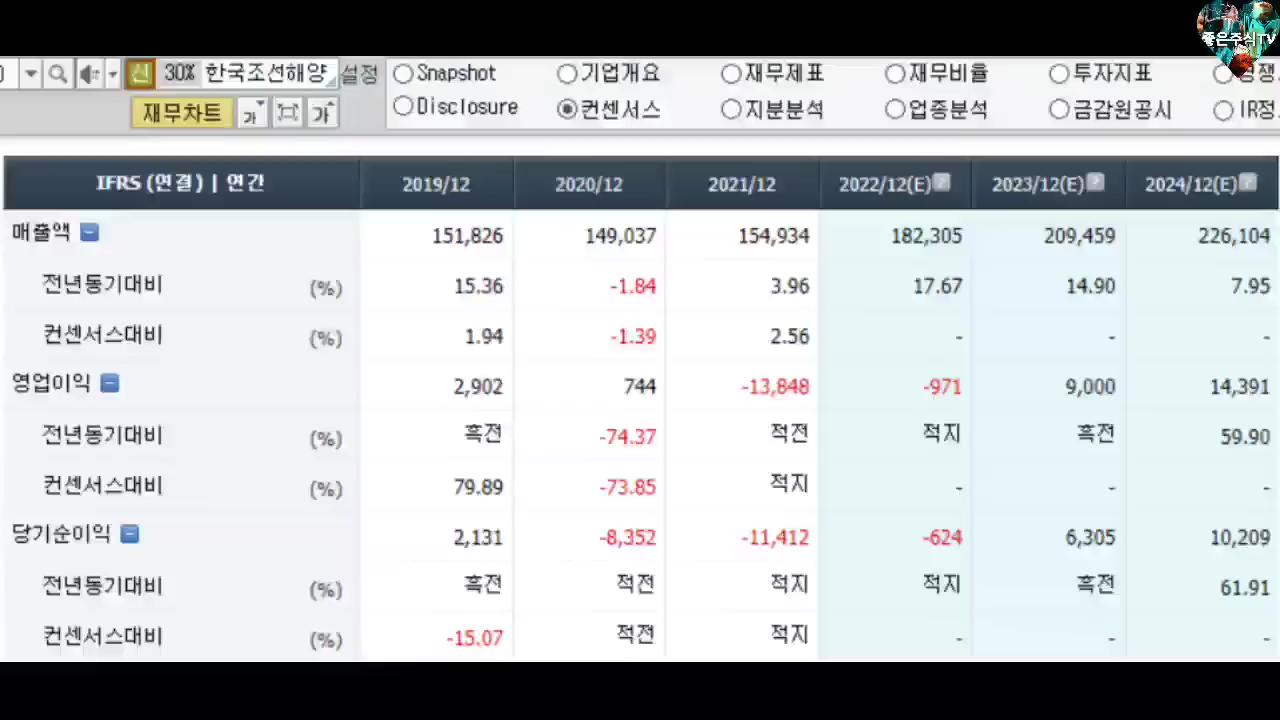 좋은주식TV
신 30% 한국조선해양 설정
Snapshot 기업개요 재무제표 재무비율 투자지표
재무차트 가 가
Disclosure 컨센서스 지분분석 업종분석 금감원공시 IR정
IFRS (연결) | 연간 2019/12 2020/12 2021/12 2022/12(E) 2023/12(E) 2024/12(E)
매출액 151,826 149,037 154,934 182,305 209,459 226,104
전년동기대비 (%) 15.36 -1.84 3.96 17.67 14.90 7.95
컨센서스대비 (%) 1.94 -1.39 2.56 - - -
영업이익 2,902 744 -13,848 -971 9,000 14,391
전년동기대비 (%) 흑전 -74.37 적전 적지 흑전 59.90
컨센서스대비 (%) 79.89 -73.85 적지 - - -
당기순이익 2,131 -8,352 -11,412 -624 6,305 10,209
전년동기대비 (%) 흑전 적전 적지 적지 흑전 61.91
컨센서스대비 (%) -15.07 적전 적지 - - -